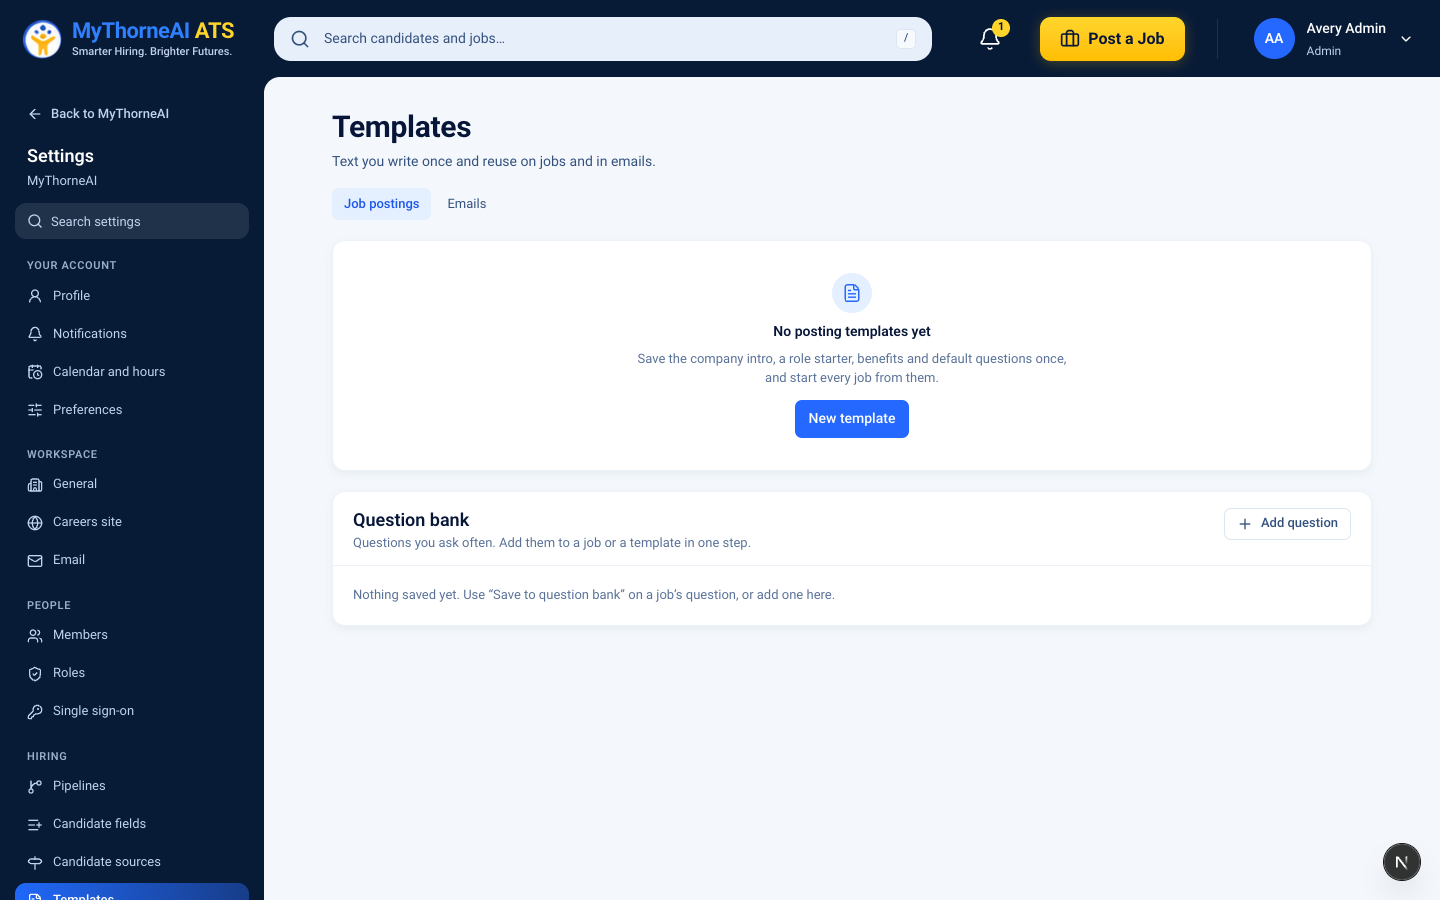 MyThorneAI ATS
Smarter Hiring. Brighter Futures.
Search candidates and jobs...
/
1
Post a Job
AA
Avery Admin
Admin
Back to MyThorneAI
Settings
MyThorneAI
Search settings
YOUR ACCOUNT
Profile
Notifications
Calendar and hours
Preferences
WORKSPACE
General
Careers site
Email
PEOPLE
Members
Roles
Single sign-on
HIRING
Pipelines
Candidate fields
Candidate sources
Templates
Templates
Text you write once and reuse on jobs and in emails.
Job postings
Emails
No posting templates yet
Save the company intro, a role starter, benefits and default questions once,
and start every job from them.
New template
Question bank
Questions you ask often. Add them to a job or a template in one step.
Add question
Nothing saved yet. Use “Save to question bank” on a job’s question, or add one here.
N